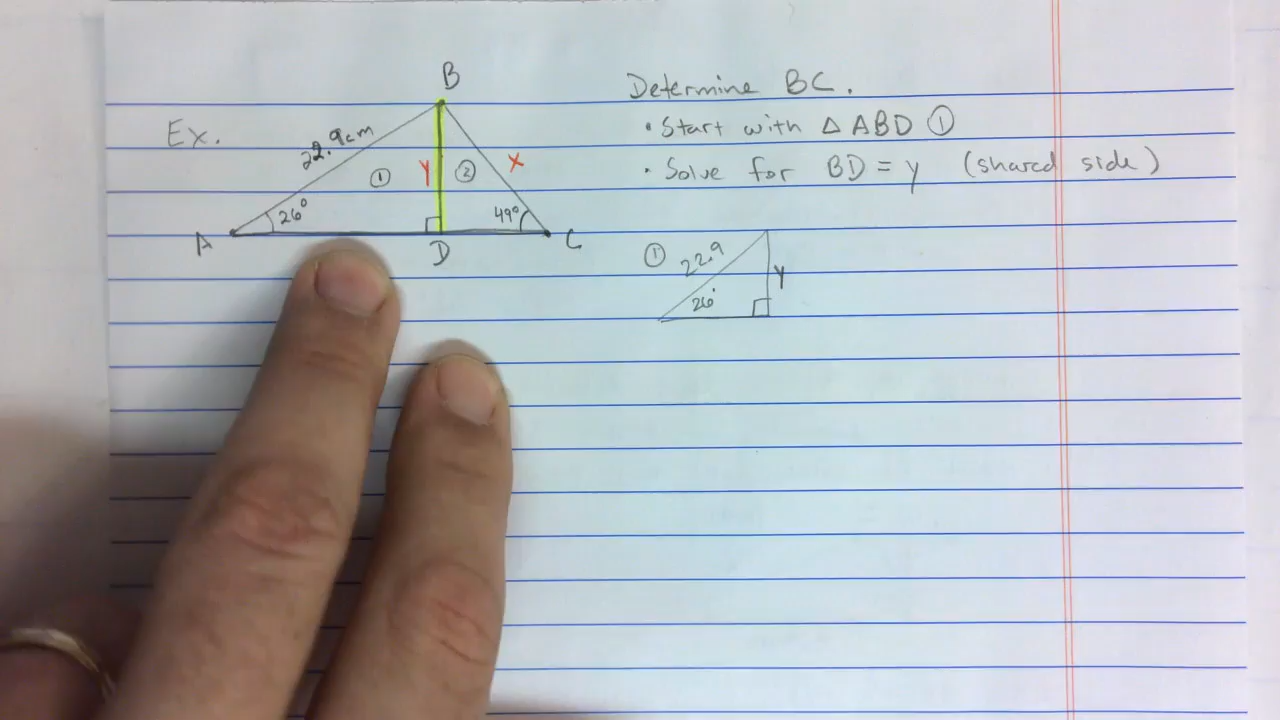 Ex.
B
22.9cm
① y ② x
26° 49°
A D C
Determine BC.
• Start with △ ABD ①
• Solve for BD = y (shared side)
① 22.9
y
26°